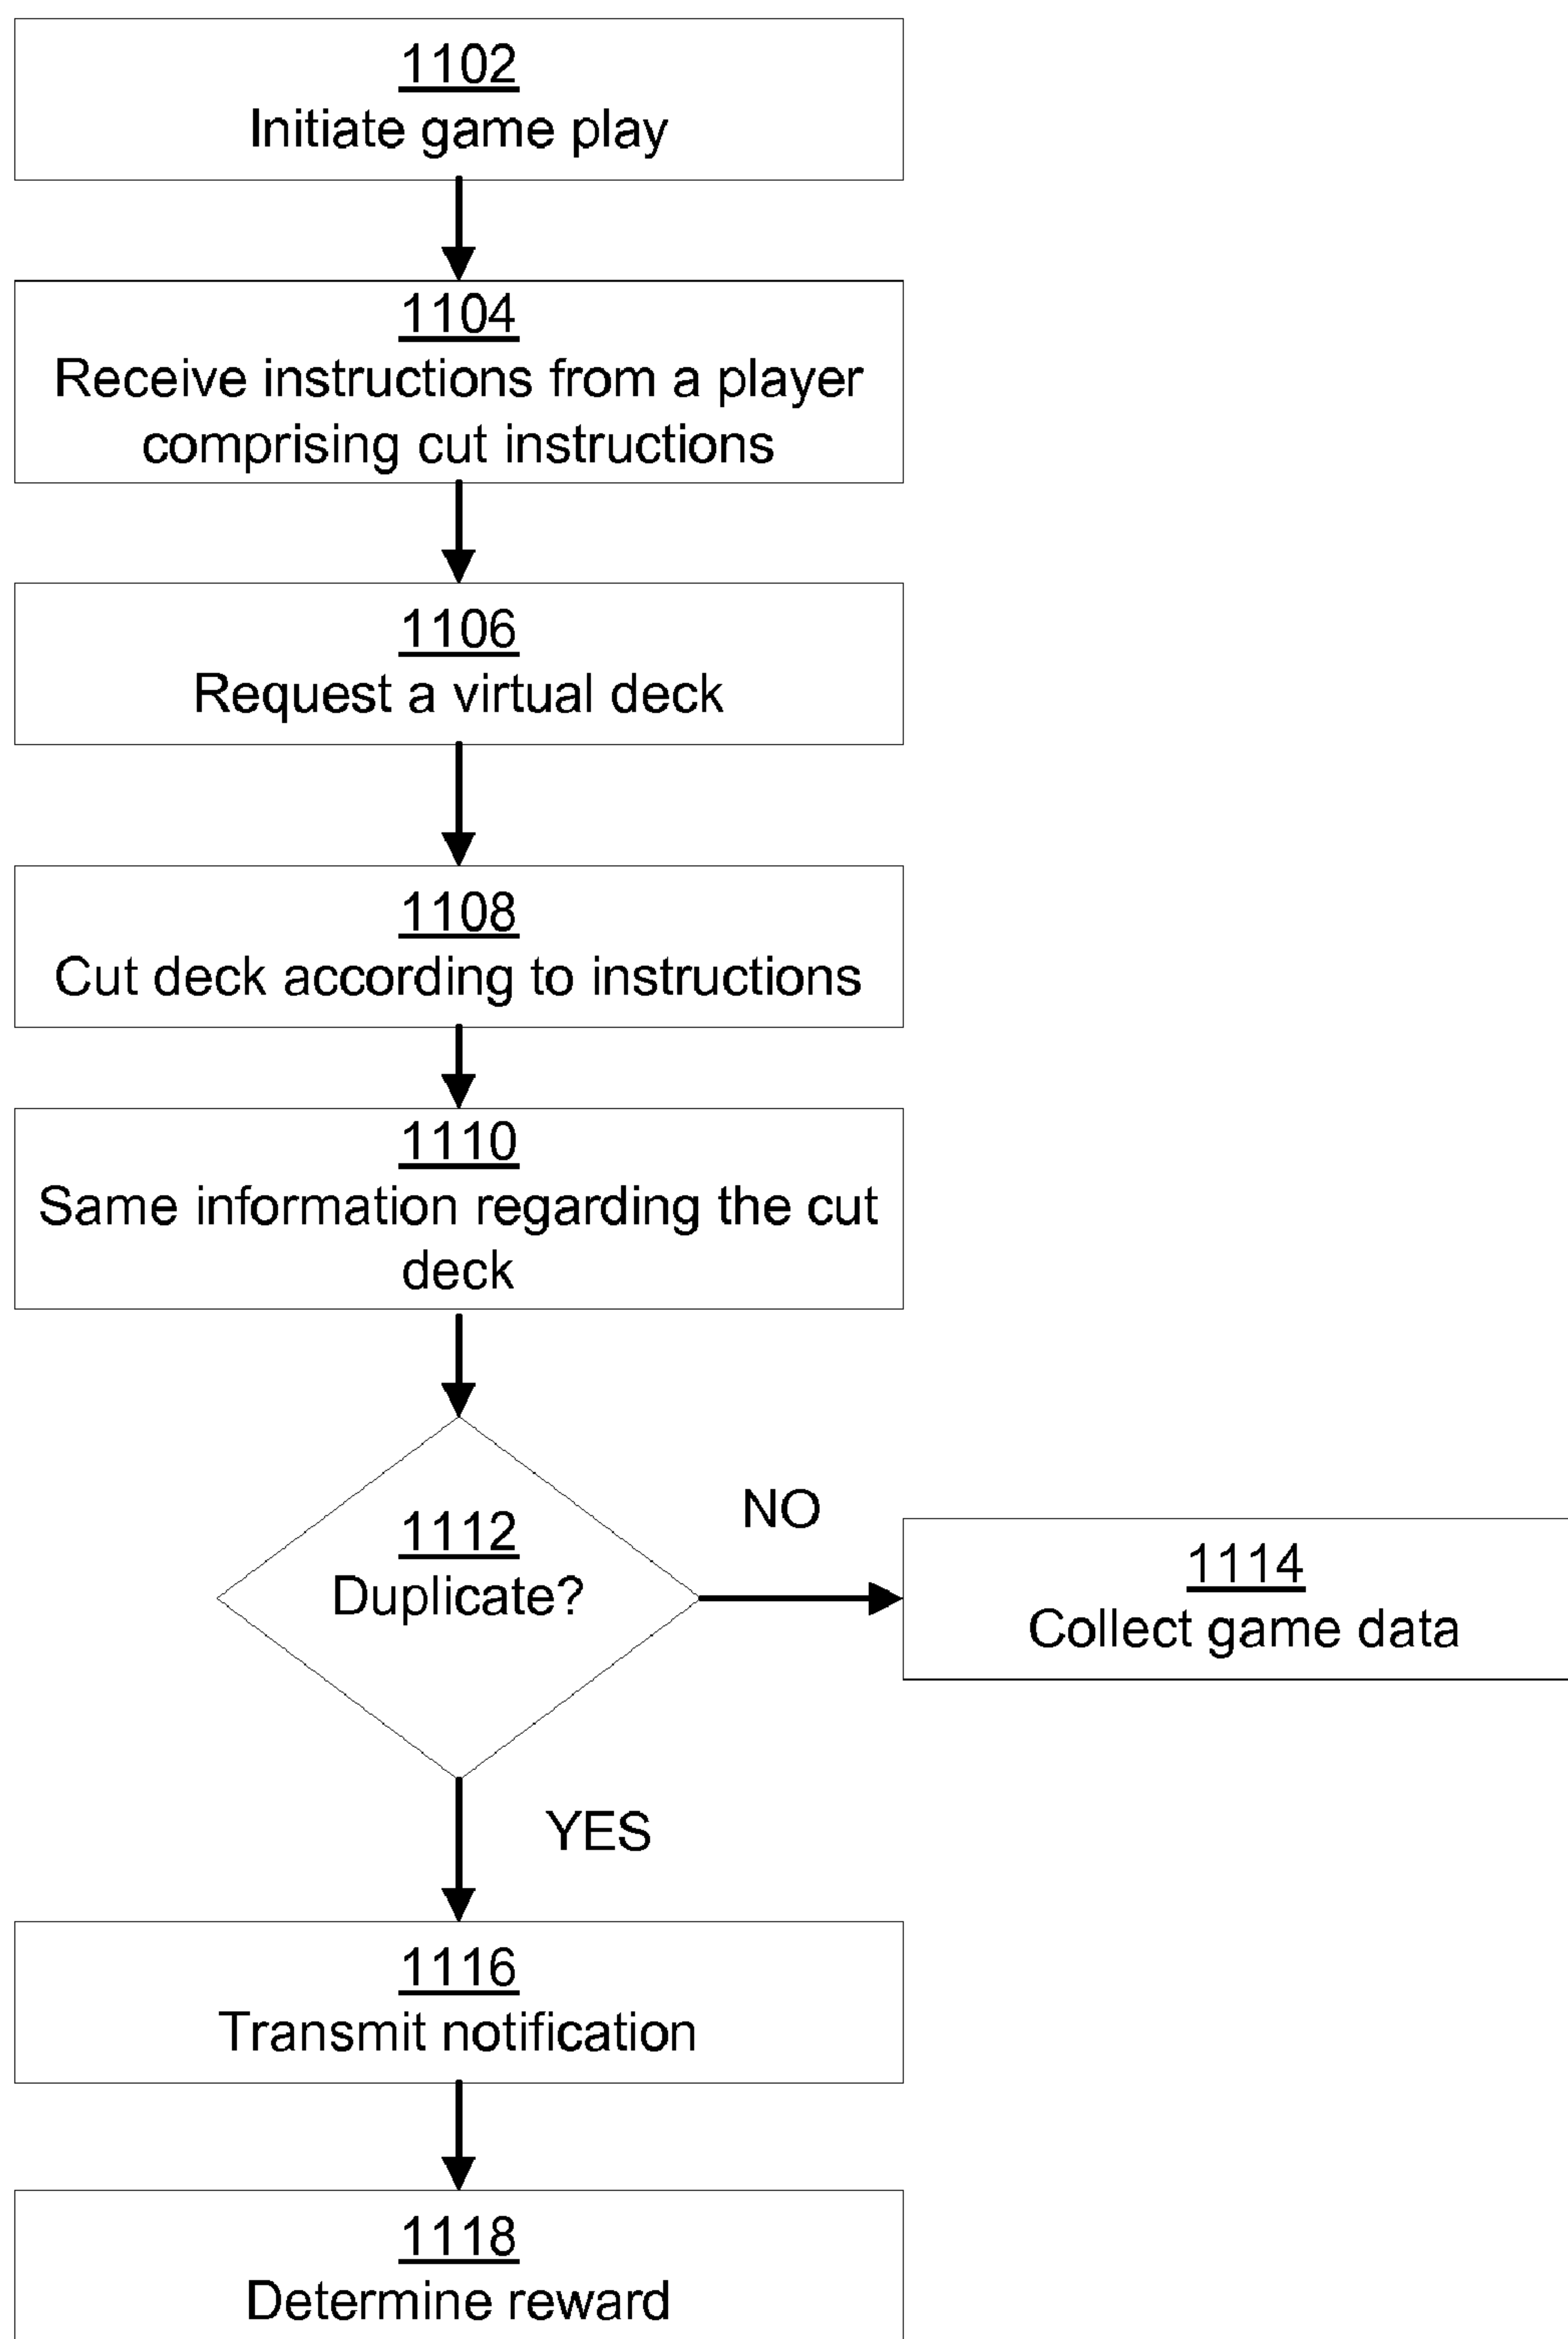 1102
Initiate game play
1104
Receive instructions from a player
comprising cut instructions
1106
Request a virtual deck
1108
Cut deck according to instructions
1110
Same information regarding the cut
deck
1112
Duplicate?
NO
1114
Collect game data
YES
1116
Transmit notification
1118
Determine reward